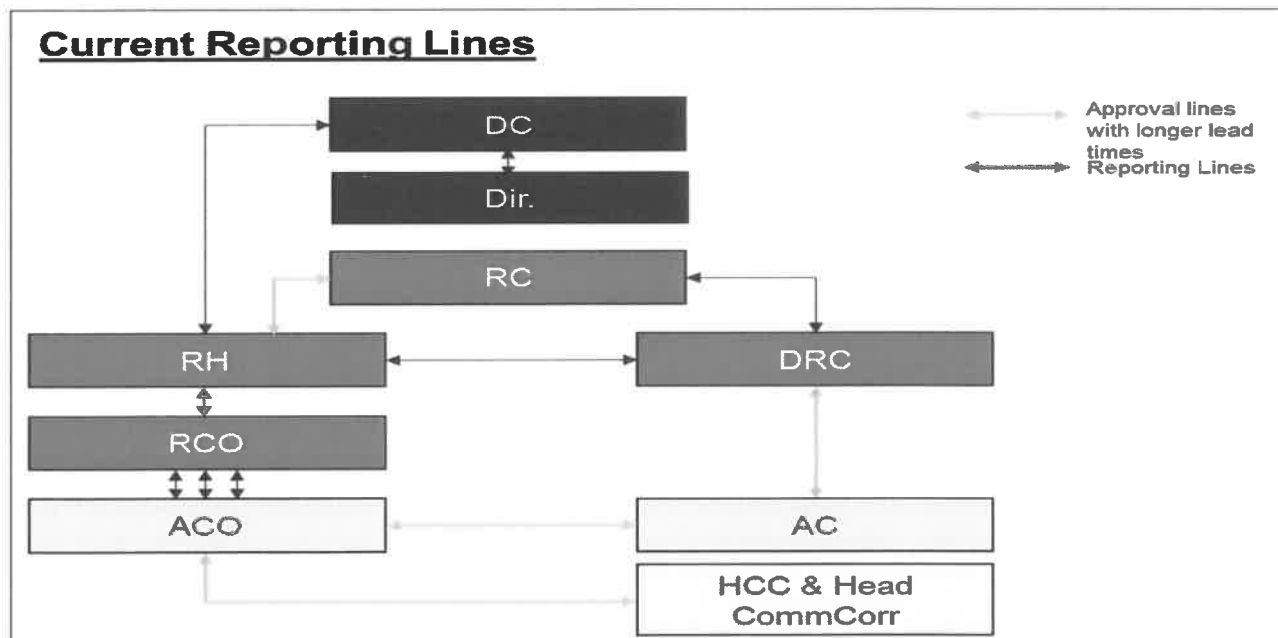 Current Reporting Lines
DC
Approval lines
with longer lead
times
Reporting Lines
Dir.
RC
RH
DRC
RCO
ACO
AC
HCC & Head
CommCorr